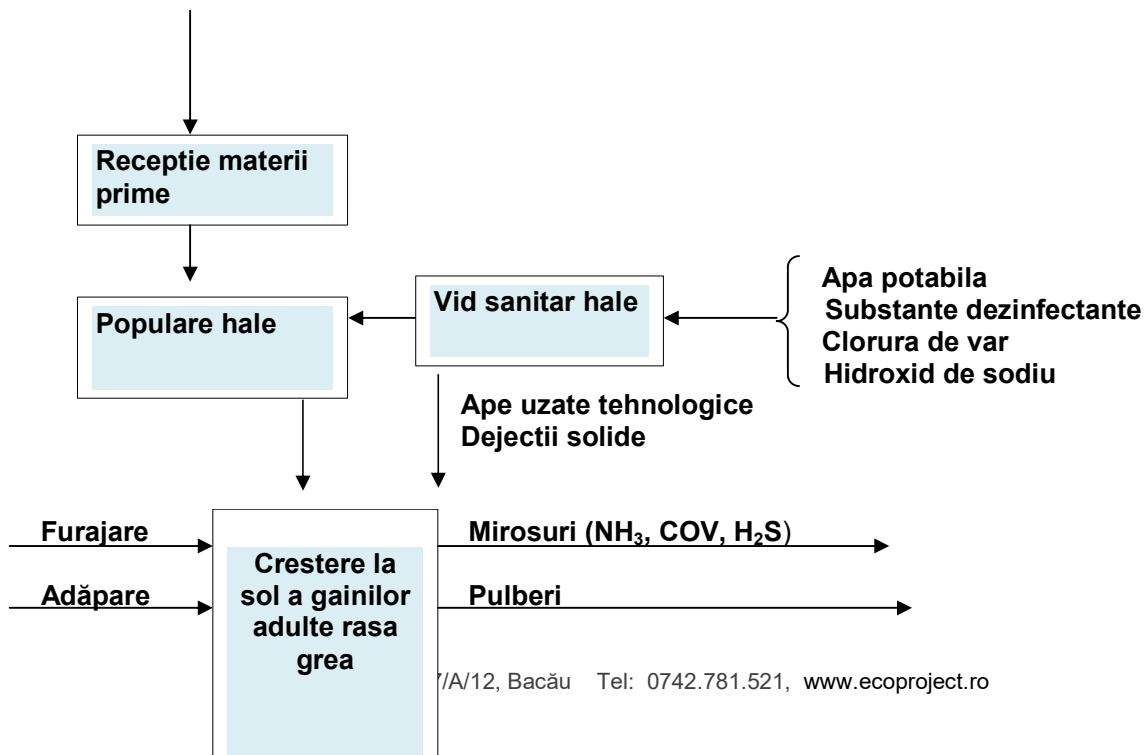 Receptie materii
prime
Populare hale
Vid sanitar hale
Apa potabila
Substante dezinfectante
Clorura de var
Hidroxid de sodiu
Ape uzate tehnologice
Dejectii solide
Furajare
Adăpare
Crestere la
sol a gainilor
adulte rasa
grea
Mirosuri (NH₃, COV, H₂S)
Pulberi
/A/12, Bacău Tel: 0742.781.521, www.ecoproject.ro